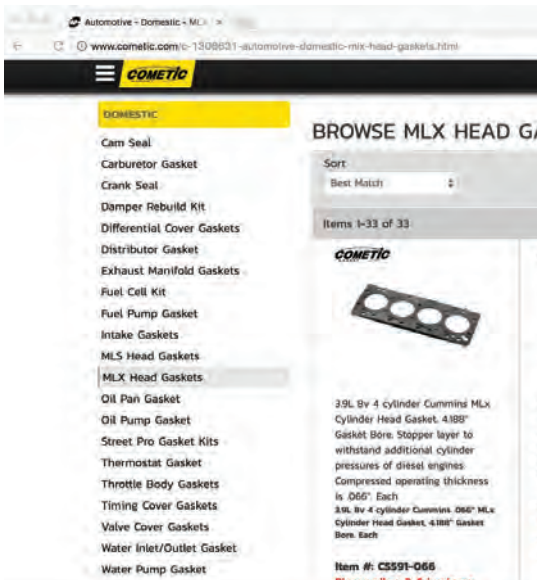 Automotive - Domestic - ML
www.cometic.com/c-1308631-automotive-domestic-mlx-head-gaskets.html
COMETIC
DOMESTIC
Cam Seal
Carburetor Gasket
Crank Seal
Damper Rebuild Kit
Differential Cover Gaskets
Distributor Gasket
Exhaust Manifold Gaskets
Fuel Cell Kit
Fuel Pump Gasket
Intake Gaskets
MLS Head Gaskets
MLX Head Gaskets
Oil Pan Gasket
Oil Pump Gasket
Street Pro Gasket Kits
Thermostat Gasket
Throttle Body Gaskets
Timing Cover Gaskets
Valve Cover Gaskets
Water Inlet/Outlet Gasket
Water Pump Gasket
BROWSE MLX HEAD GA
Sort
Best Match
Items 1-33 of 33
COMETIC
3.9L 8v 4 cylinder Cummins MLx
Cylinder Head Gasket, 4.188"
Gasket Bore. Stopper layer to
withstand additional cylinder
pressures of diesel engines
Compressed operating thickness
is .066". Each
3.9L 8v 4 cylinder Cummins .066" MLx
Cylinder Head Gasket, 4.188" Gasket
Bore. Each
Item #: C5591-066